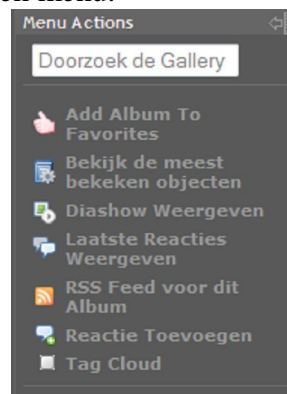 Menu Actions
Doorzoek de Gallery
Add Album To
Favorites
Bekijk de meest
bekeken objecten
Diashow Weergeven
Laatste Reacties
Weergeven
RSS Feed voor dit
Album
Reactie Toevoegen
Tag Cloud